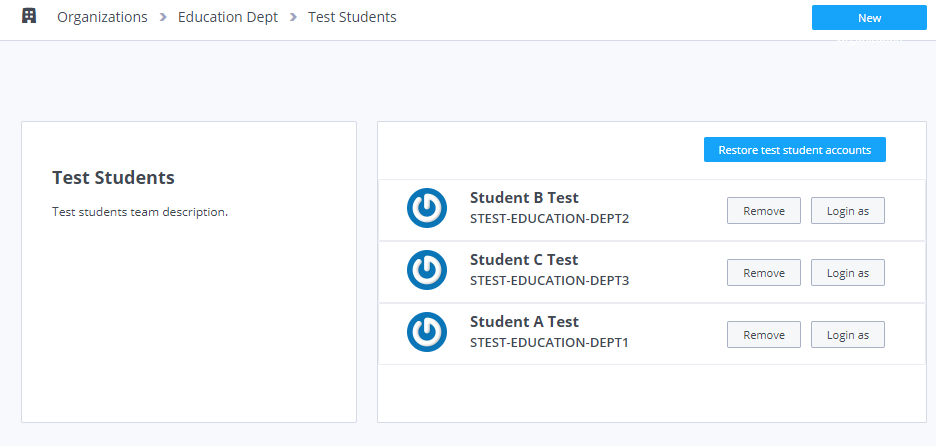 Organizations > Education Dept > Test Students
New
Test Students
Test students team description.
Restore test student accounts
Student B Test
STEST-EDUCATION-DEPT2
Remove
Login as
Student C Test
STEST-EDUCATION-DEPT3
Remove
Login as
Student A Test
STEST-EDUCATION-DEPT1
Remove
Login as